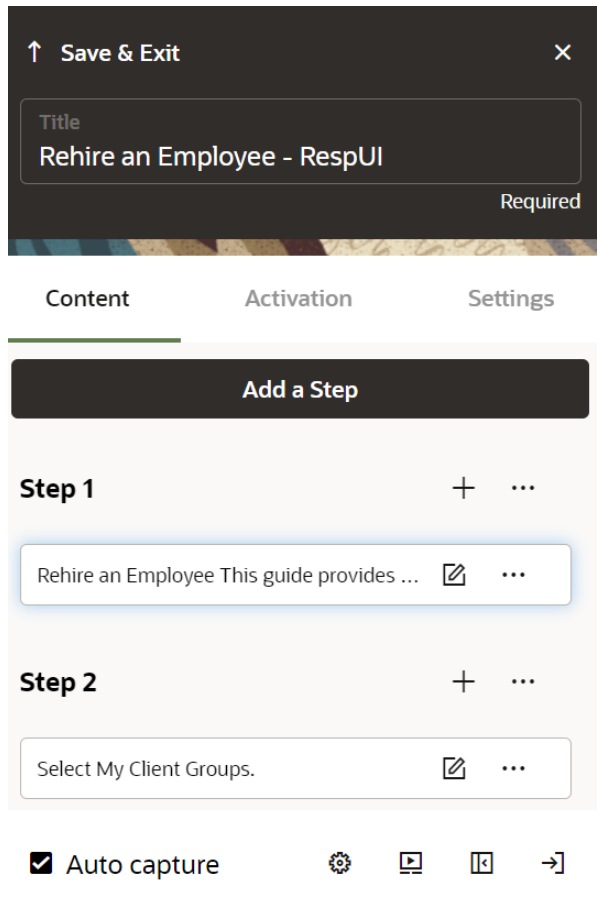 Save & Exit
Title
Rehire an Employee - RespUI
Required
Content Activation Settings
Add a Step
Step 1
Rehire an Employee This guide provides ...
Step 2
Select My Client Groups.
Auto capture